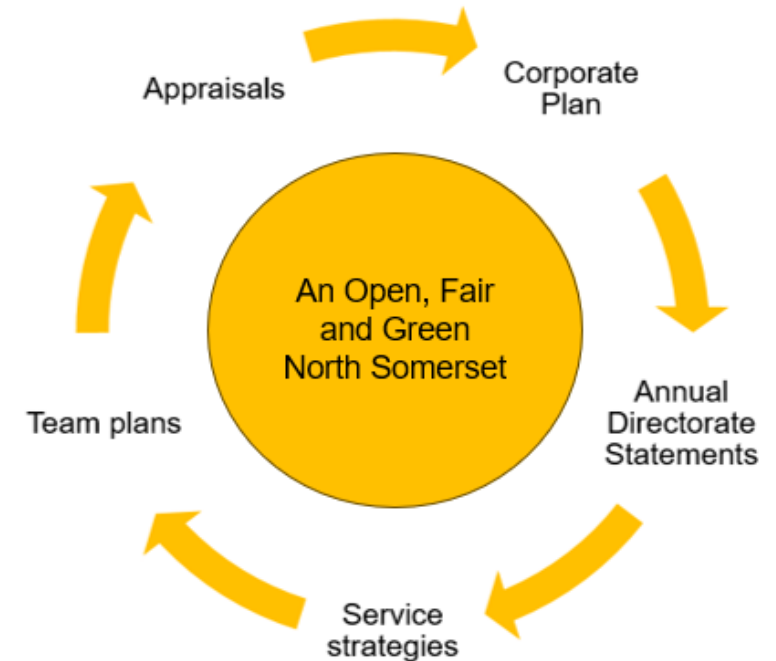 Appraisals
Corporate
Plan
An Open, Fair
and Green
North Somerset
Annual
Directorate
Statements
Team plans
Service
strategies